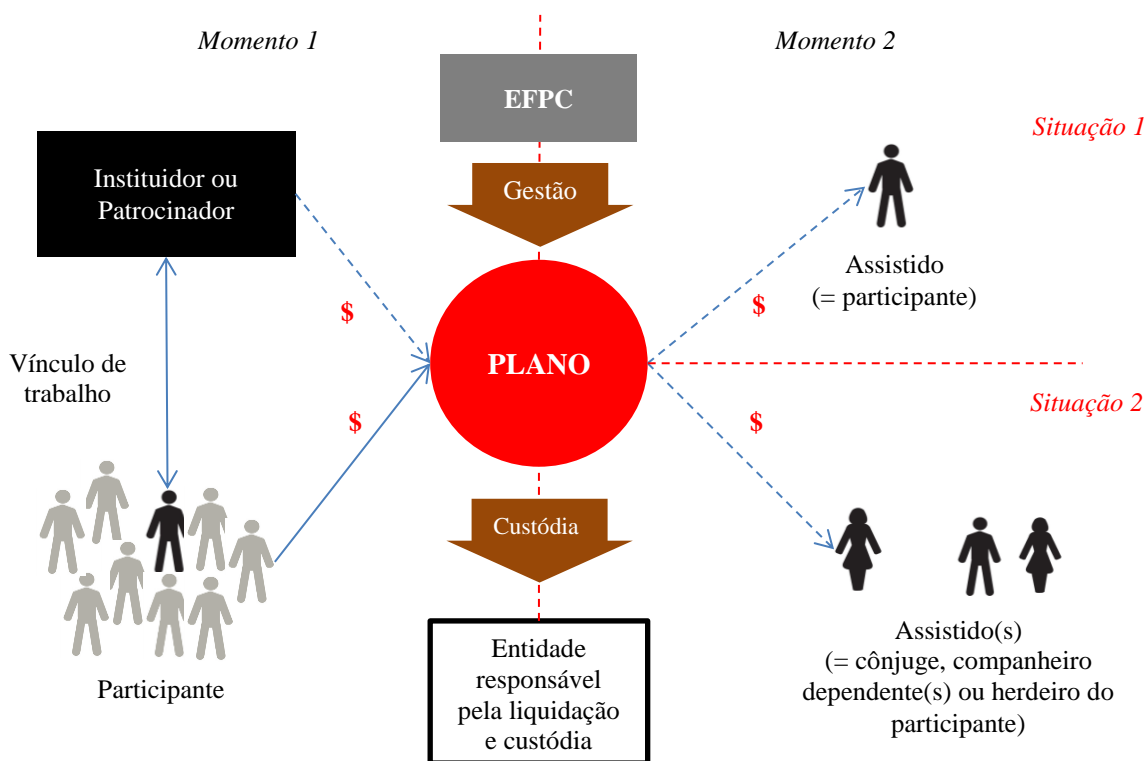 Momento 1
Momento 2
EFPC
Situação 1
Instituidor ou
Patrocinador
Gestão
Assistido
(= participante)
$
$
PLANO
Vínculo de
trabalho
Situação 2
$
$
Custódia
Entidade
responsável
pela liquidação
e custódia
Participante
Assistido(s)
(= cônjuge, companheiro
dependente(s) ou herdeiro do
participante)